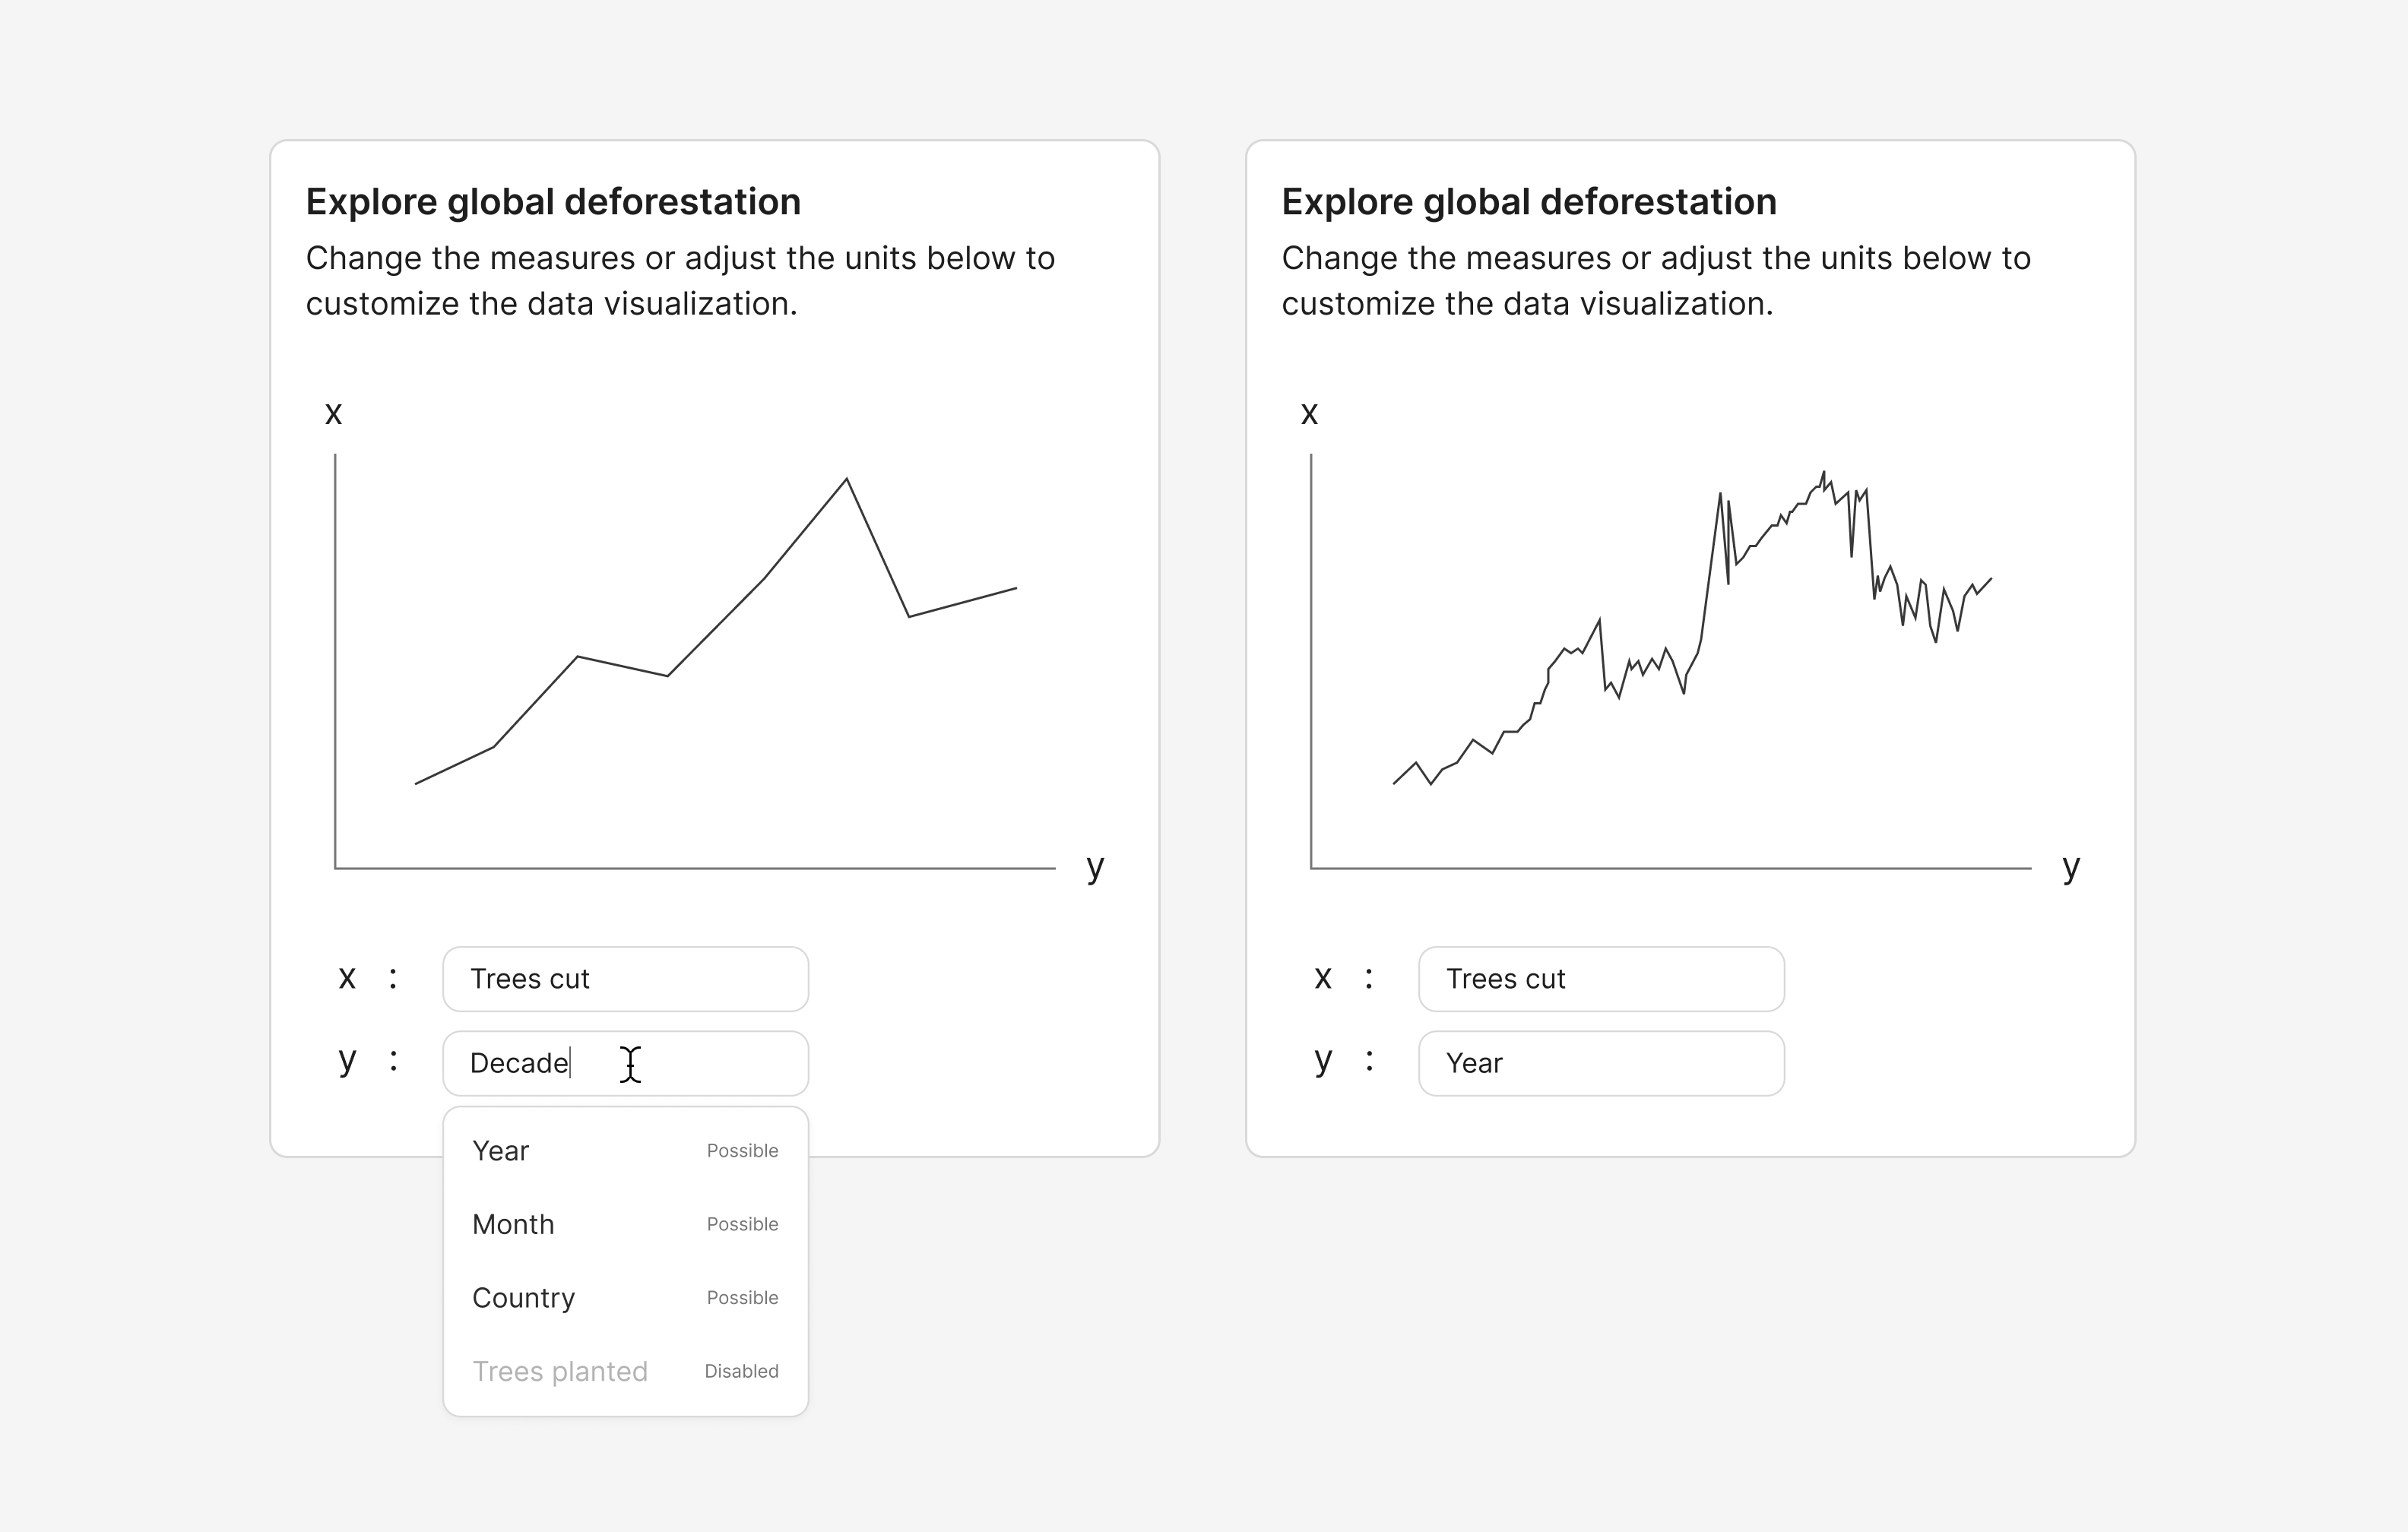 Explore global deforestation
Change the measures or adjust the units below to
customize the data visualization.
x
y
x :
Trees cut
y :
Decade
Year
Possible
Month
Possible
Country
Possible
Trees planted
Disabled
Explore global deforestation
Change the measures or adjust the units below to
customize the data visualization.
x
y
x :
Trees cut
y :
Year